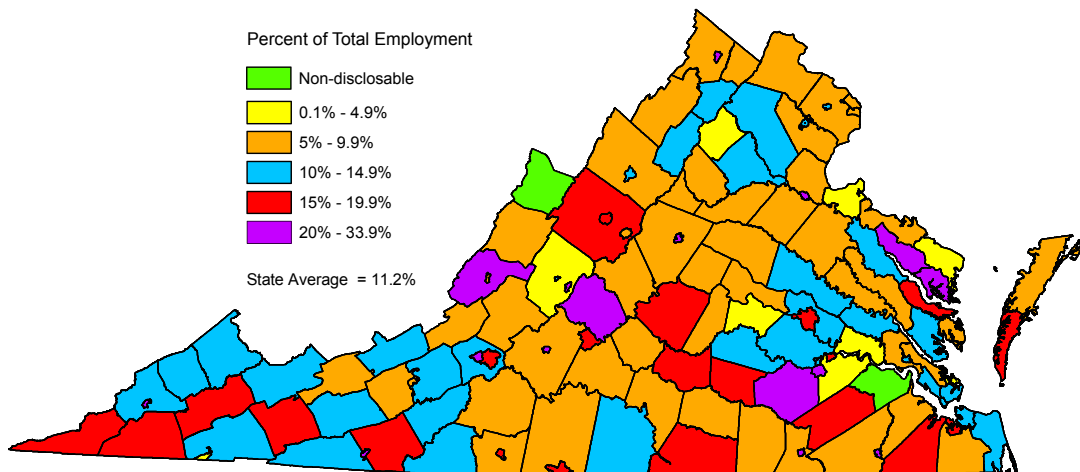 Percent of Total Employment
Non-disclosable
0.1% - 4.9%
5% - 9.9%
10% - 14.9%
15% - 19.9%
20% - 33.9%
State Average = 11.2%